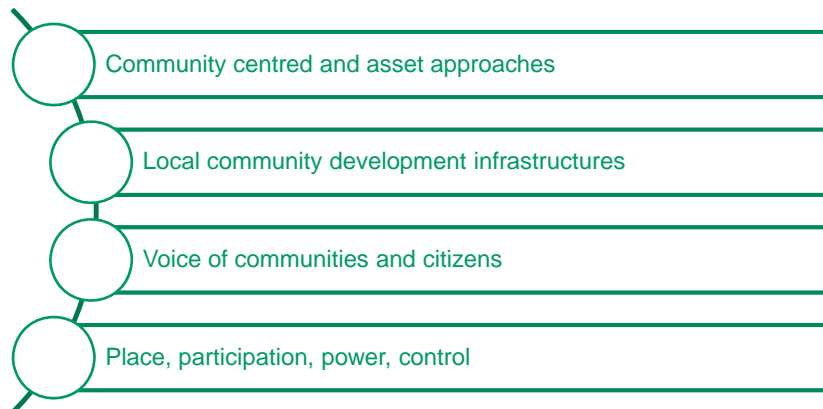 Community centred and asset approaches
Local community development infrastructures
Voice of communities and citizens
Place, participation, power, control